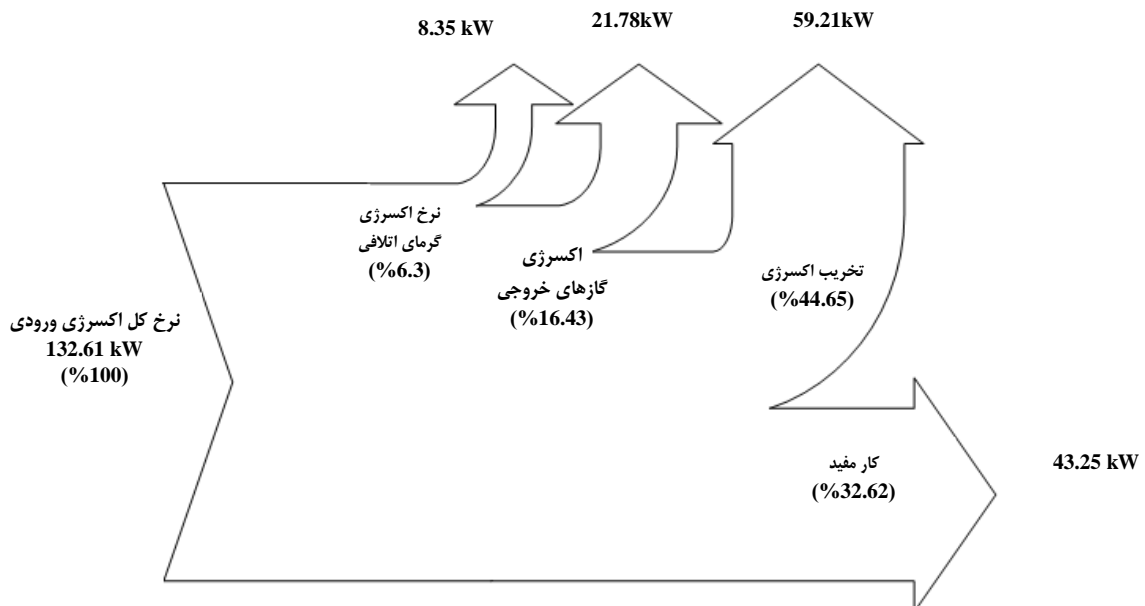 8.35 kW
21.78kW
59.21kW
نرخ اکسرژی
گرمای اتلافی
(%6.3)
اکسرژی
گازهای خروجی
(%16.43)
تخریب اکسرژی
(%44.65)
نرخ کل اکسرژی ورودی
132.61 kW
(%100)
کار مفید
(%32.62)
43.25 kW